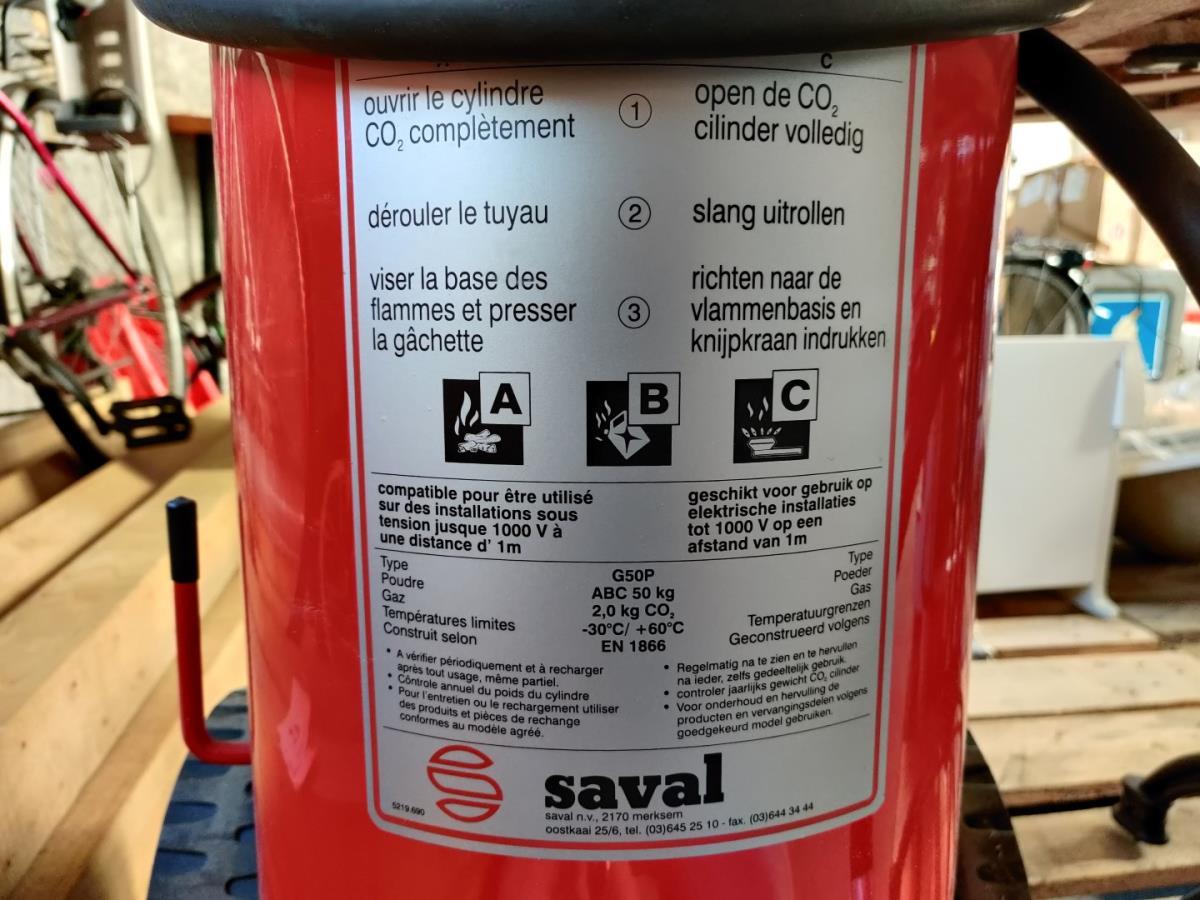 C
ouvrir le cylindre
CO₂ complètement
1
open de CO₂
cilinder volledig
dérouler le tuyau
2
slang uitrollen
viser la base des
flammes et presser
la gâchette
3
richten naar de
vlammenbasis en
knijpkraan indrukken
A
B
C
compatible pour être utilisé
sur des installations sous
tension jusque 1000 V à
une distance d' 1m
geschikt voor gebruik op
elektrische installaties
tot 1000 V op een
afstand van 1m
Type G50P Type
Poudre ABC 50 kg Poeder
Gaz 2,0 kg CO₂ Gas
Températures limites -30°C/ +60°C Temperatuurgrenzen
Construit selon EN 1866 Geconstrueerd volgens
• A vérifier périodiquement et à recharger
après tout usage, même partiel.
• Côntrole annuel du poids du cylindre
• Pour l'entretien ou le rechargement utiliser
des produits et pièces de rechange
conformes au modèle agréé.
• Regelmatig na te zien en te hervullen
na ieder, zelfs gedeeltelijk gebruik.
• controler jaarlijks gewicht CO₂ cilinder
• Voor onderhoud en hervulling de
producten en vervangingsdelen volgens
goedgekeurd model gebruiken.
5219.690
saval
saval n.v., 2170 merksem
oostkaai 25/6, tel. (03)645 25 10 - fax. (03)644 34 44